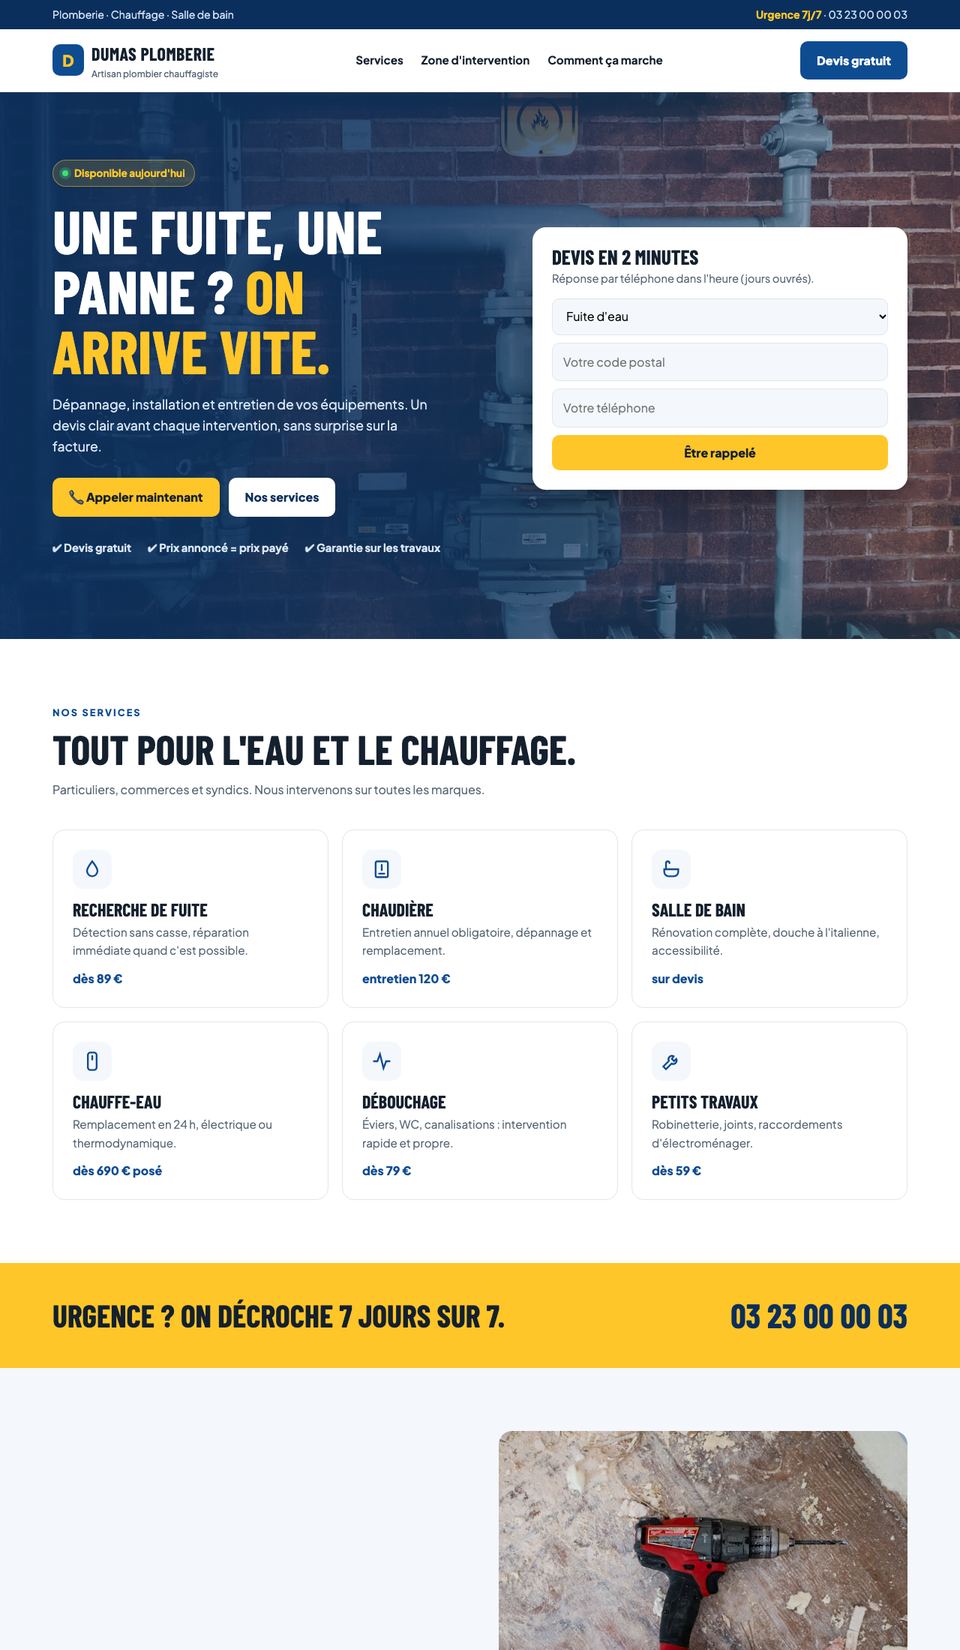 Plomberie · Chauffage · Salle de bain
Urgence 7j/7 · 03 23 00 00 03
D
DUMAS PLOMBERIE
Artisan plombier chauffagiste
Services
Zone d'intervention
Comment ça marche
Devis gratuit
Disponible aujourd'hui
UNE FUITE, UNE
PANNE ? ON
ARRIVE VITE.
Dépannage, installation et entretien de vos équipements. Un
devis clair avant chaque intervention, sans surprise sur la
facture.
📞 Appeler maintenant
Nos services
✔ Devis gratuit
✔ Prix annoncé = prix payé
✔ Garantie sur les travaux
DEVIS EN 2 MINUTES
Réponse par téléphone dans l'heure (jours ouvrés).
Fuite d'eau
Votre code postal
Votre téléphone
Être rappelé
NOS SERVICES
TOUT POUR L'EAU ET LE CHAUFFAGE.
Particuliers, commerces et syndics. Nous intervenons sur toutes les marques.
RECHERCHE DE FUITE
Détection sans casse, réparation
immédiate quand c'est possible.
dès 89 €
CHAUDIÈRE
Entretien annuel obligatoire, dépannage et
remplacement.
entretien 120 €
SALLE DE BAIN
Rénovation complète, douche à l'italienne,
accessibilité.
sur devis
CHAUFFE-EAU
Remplacement en 24 h, électrique ou
thermodynamique.
dès 690 € posé
DÉBOUCHAGE
Éviers, WC, canalisations : intervention
rapide et propre.
dès 79 €
PETITS TRAVAUX
Robinetterie, joints, raccordements
d'électroménager.
dès 59 €
URGENCE ? ON DÉCROCHE 7 JOURS SUR 7.
03 23 00 00 03